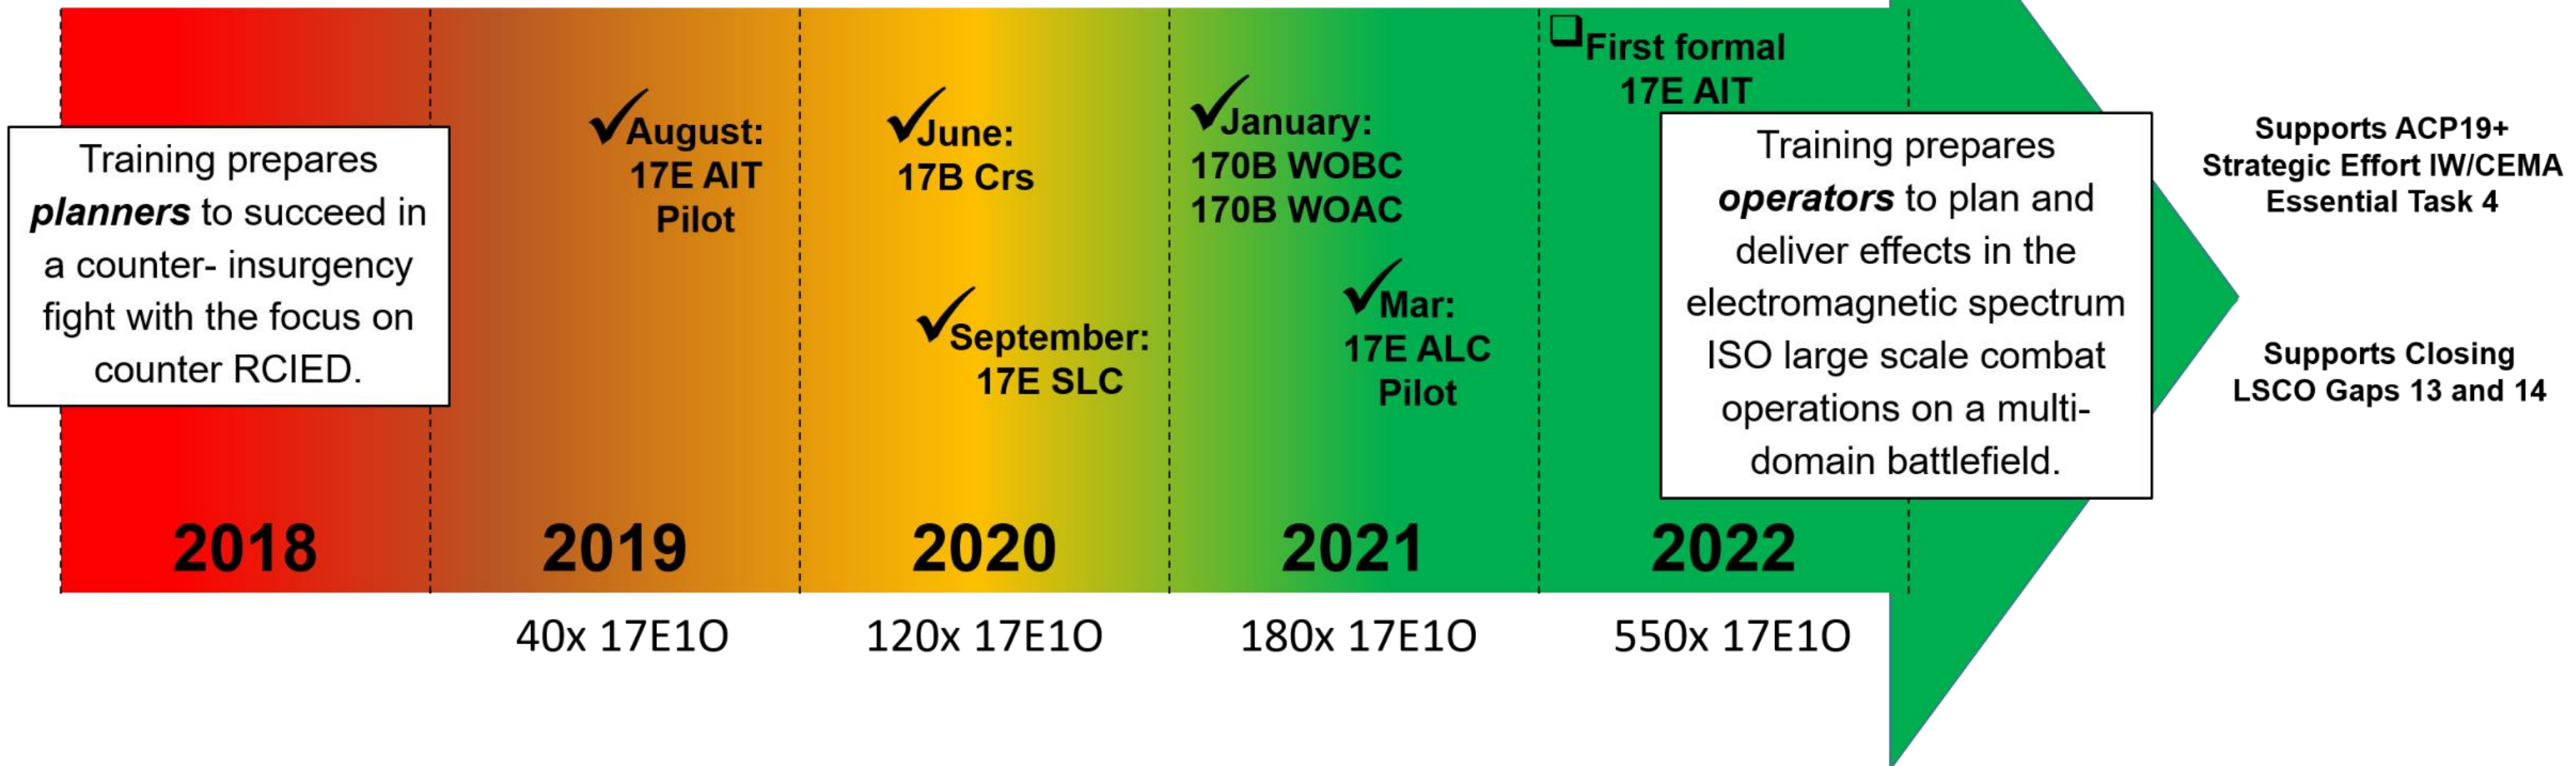 Training prepares
planners to succeed in
a counter- insurgency
fight with the focus on
counter RCIED.
August:
17E AIT
Pilot
June:
17B Crs
September:
17E SLC
January:
170B WOBC
170B WOAC
Mar:
17E ALC
Pilot
First formal
17E AIT
Training prepares
operators to plan and
deliver effects in the
electromagnetic spectrum
ISO large scale combat
operations on a multi-
domain battlefield.
Supports ACP19+
Strategic Effort IW/CEMA
Essential Task 4
Supports Closing
LSCO Gaps 13 and 14
2018
2019
2020
2021
2022
40x 17E1O
120x 17E1O
180x 17E1O
550x 17E1O